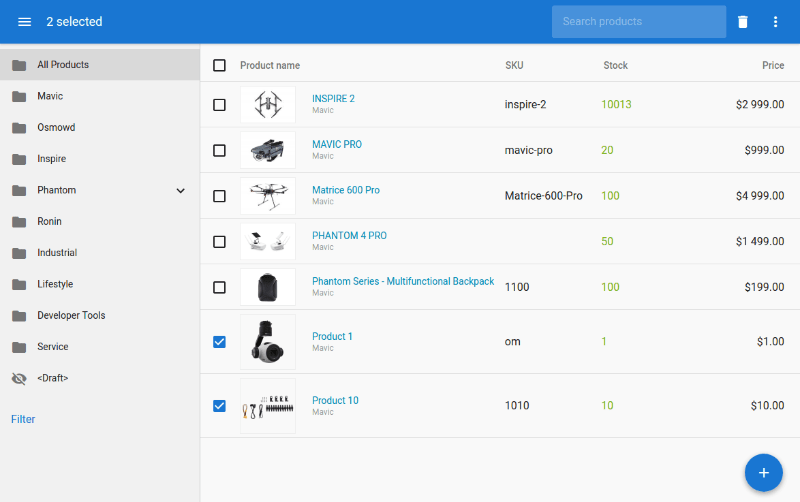 2 selected
Search products
All Products
Mavic
Osmowd
Inspire
Phantom
Ronin
Industrial
Lifestyle
Developer Tools
Service
<Draft>
Filter
Product name SKU Stock Price
INSPIRE 2 inspire-2 10013 $2 999.00
Mavic
MAVIC PRO mavic-pro 20 $999.00
Mavic
Matrice 600 Pro Matrice-600-Pro 100 $4 999.00
Mavic
PHANTOM 4 PRO 50 $1 499.00
Mavic
Phantom Series - Multifunctional Backpack 1100 100 $199.00
Mavic
Product 1 om 1 $1.00
Mavic
Product 10 1010 10 $10.00
Mavic